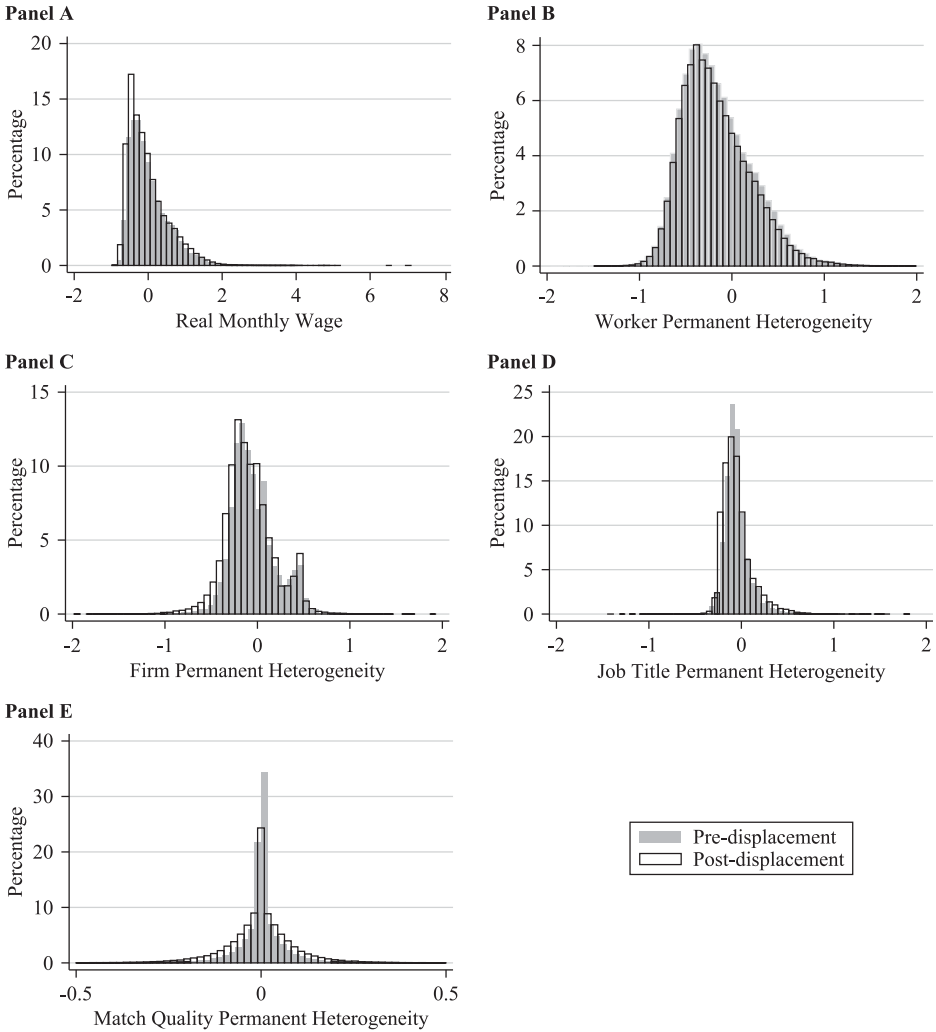 Panel A
20
15
10
5
0
Percentage
-2
0
2
4
6
8
Real Monthly Wage
Panel B
8
6
4
2
0
Percentage
-2
-1
0
1
2
Worker Permanent Heterogeneity
Panel C
15
10
5
0
Percentage
-2
-1
0
1
2
Firm Permanent Heterogeneity
Panel D
25
20
15
10
5
0
Percentage
-2
-1
0
1
2
Job Title Permanent Heterogeneity
Panel E
40
30
20
10
0
Percentage
-0.5
0
0.5
Match Quality Permanent Heterogeneity
Pre-displacement
Post-displacement